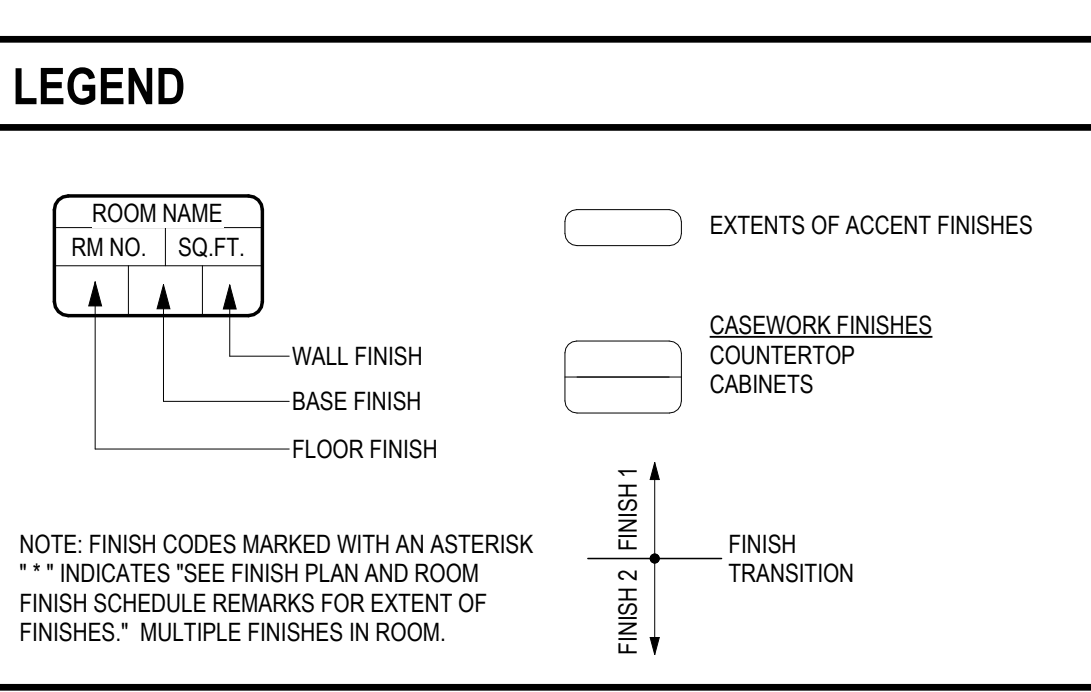 LEGEND
ROOM NAME
RM NO. SQ.FT.
WALL FINISH
BASE FINISH
FLOOR FINISH
NOTE: FINISH CODES MARKED WITH AN ASTERISK
" * " INDICATES "SEE FINISH PLAN AND ROOM
FINISH SCHEDULE REMARKS FOR EXTENT OF
FINISHES." MULTIPLE FINISHES IN ROOM.
EXTENTS OF ACCENT FINISHES
CASEWORK FINISHES
COUNTERTOP
CABINETS
FINISH 1
FINISH 2
FINISH
TRANSITION